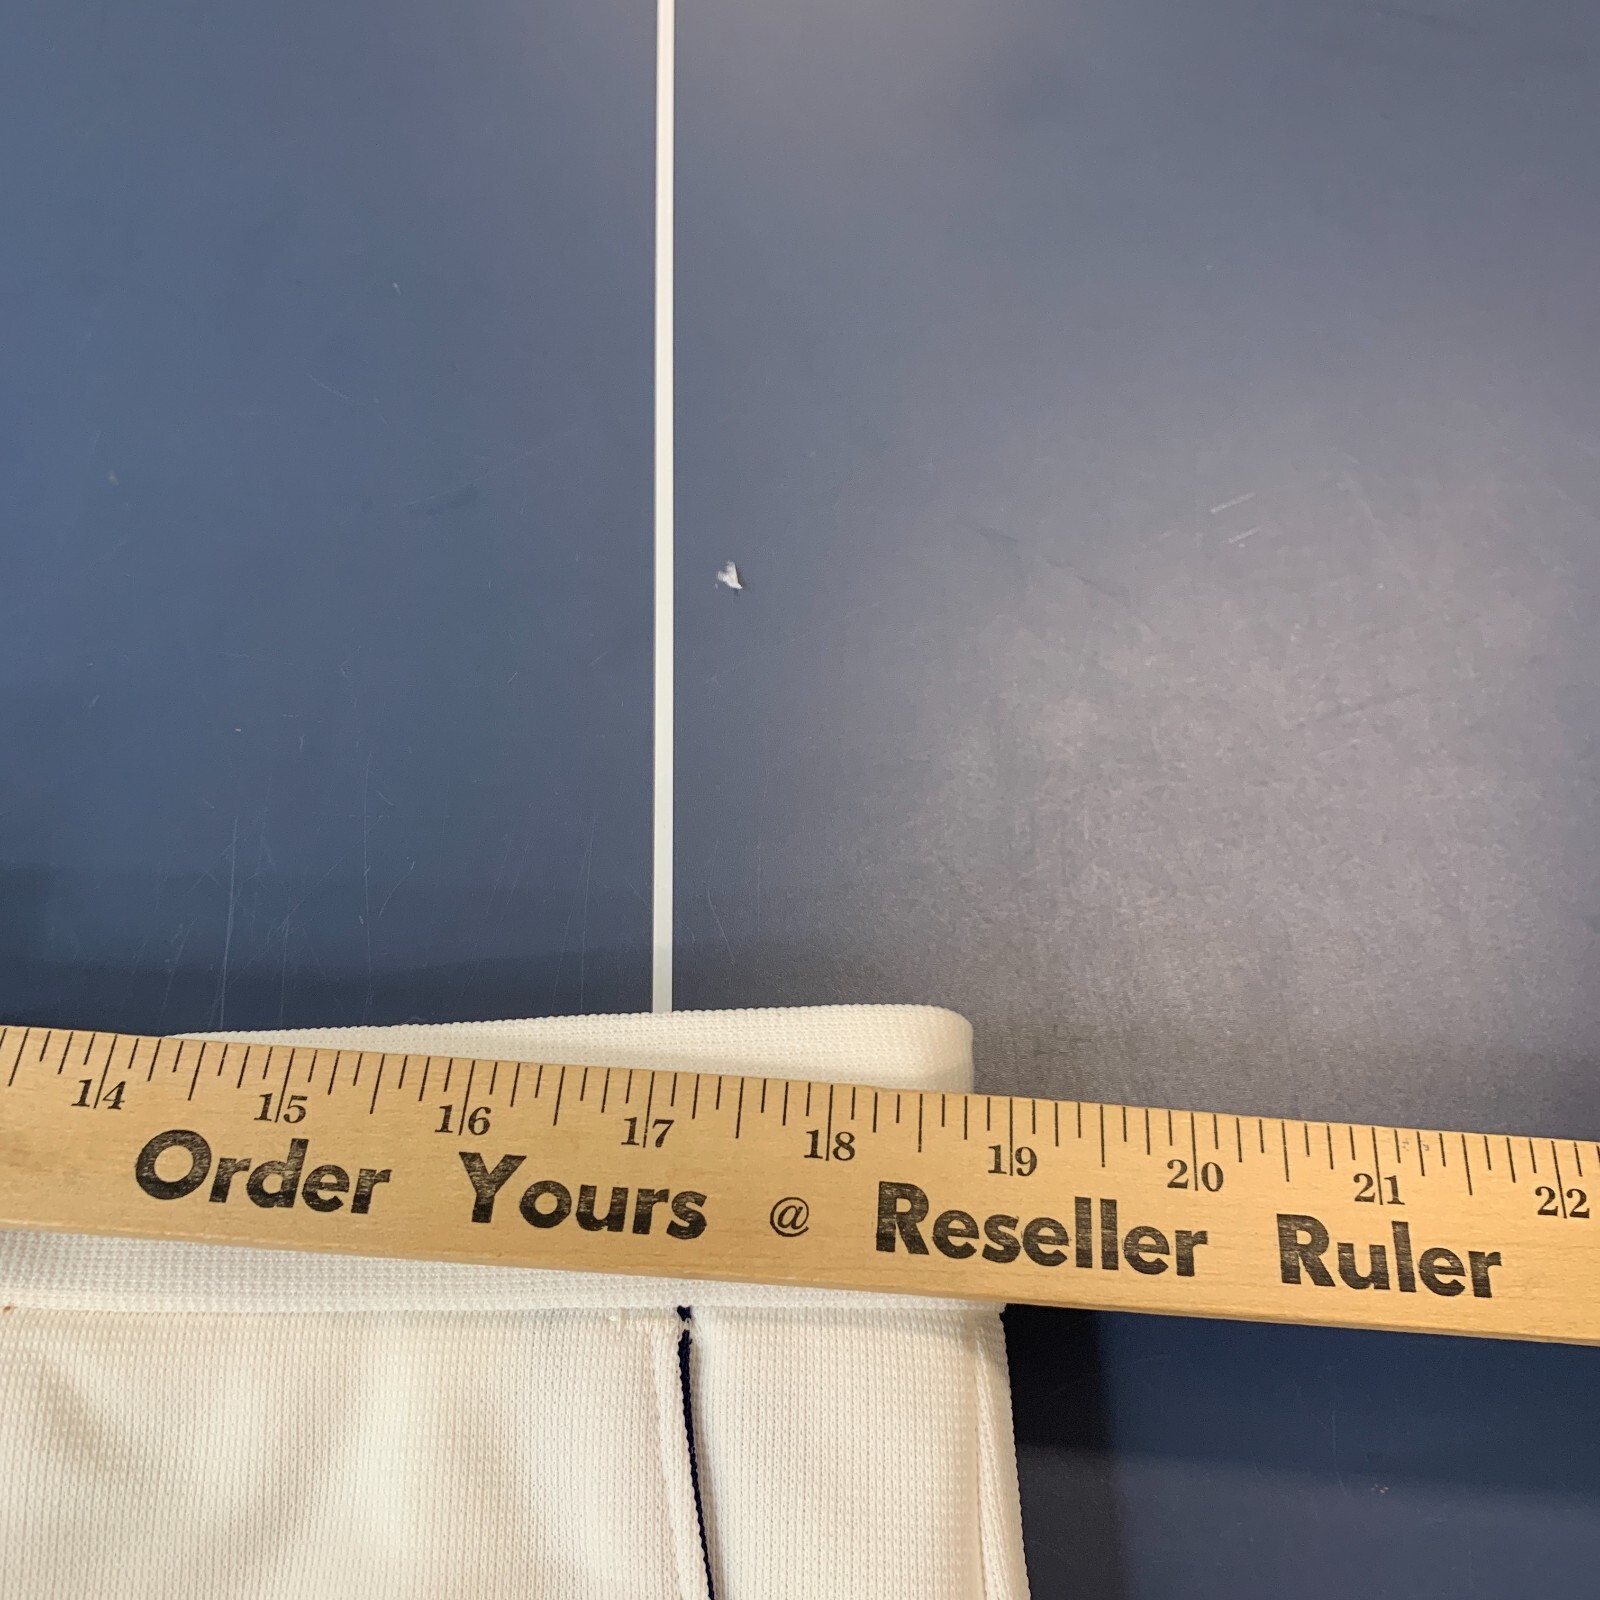 14 15 16 17 18 19 20 21 22
Order Yours @ Reseller Ruler